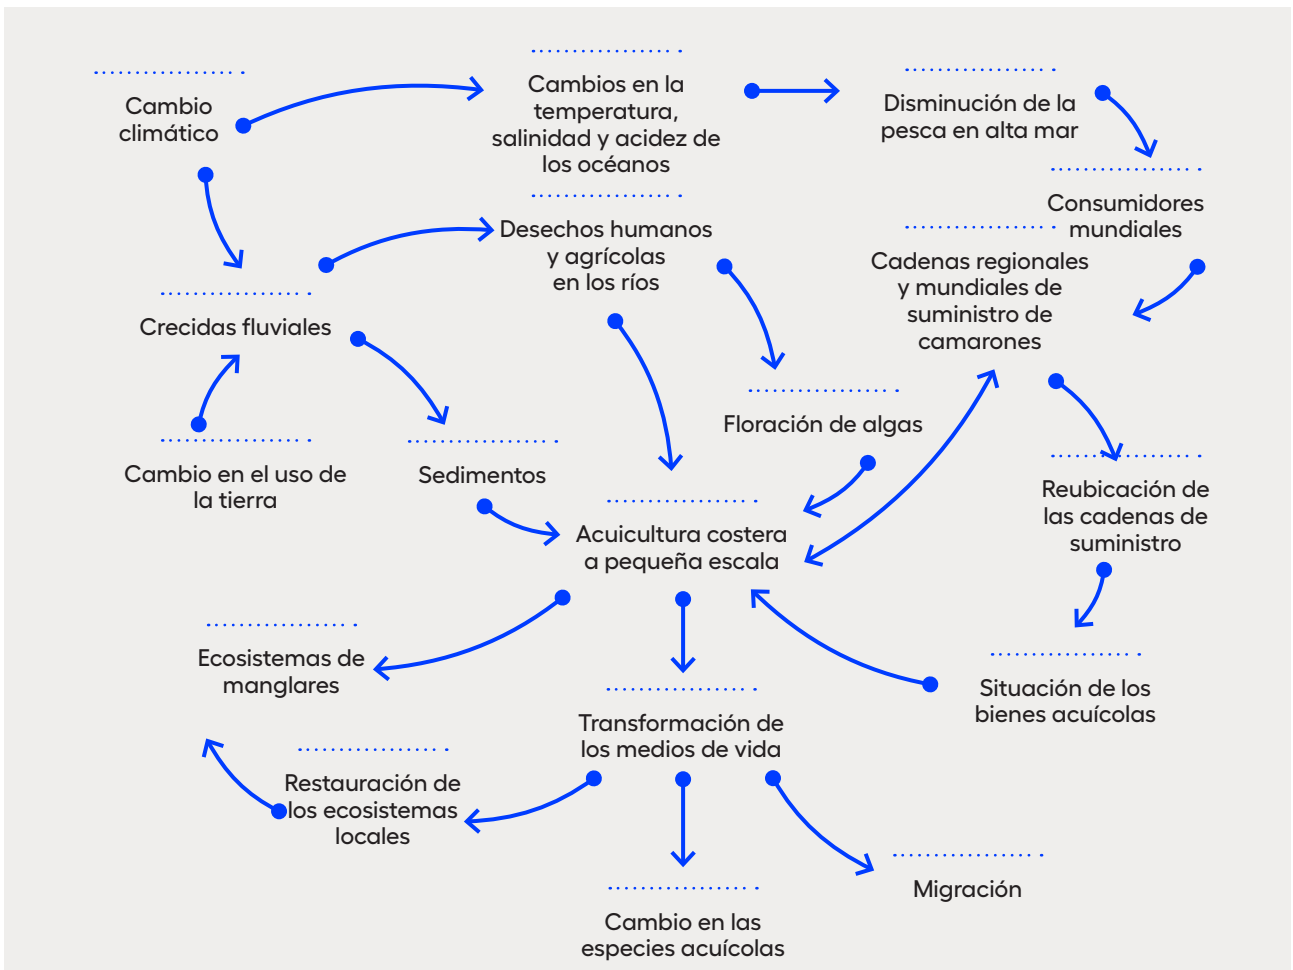 Cambio
climático
Cambios en la
temperatura,
salinidad y acidez de
los océanos
Disminución de la
pesca en alta mar
Consumidores
mundiales
Desechos humanos
y agrícolas
en los ríos
Cadenas regionales
y mundiales de
suministro de
camarones
Crecidas fluviales
Floración de algas
Cambio en el uso de
la tierra
Sedimentos
Reubicación de
las cadenas de
suministro
Acuicultura costera
a pequeña escala
Ecosistemas de
manglares
Situación de los
bienes acuícolas
Transformación de
los medios de vida
Restauración de
los ecosistemas
locales
Migración
Cambio en las
especies acuícolas